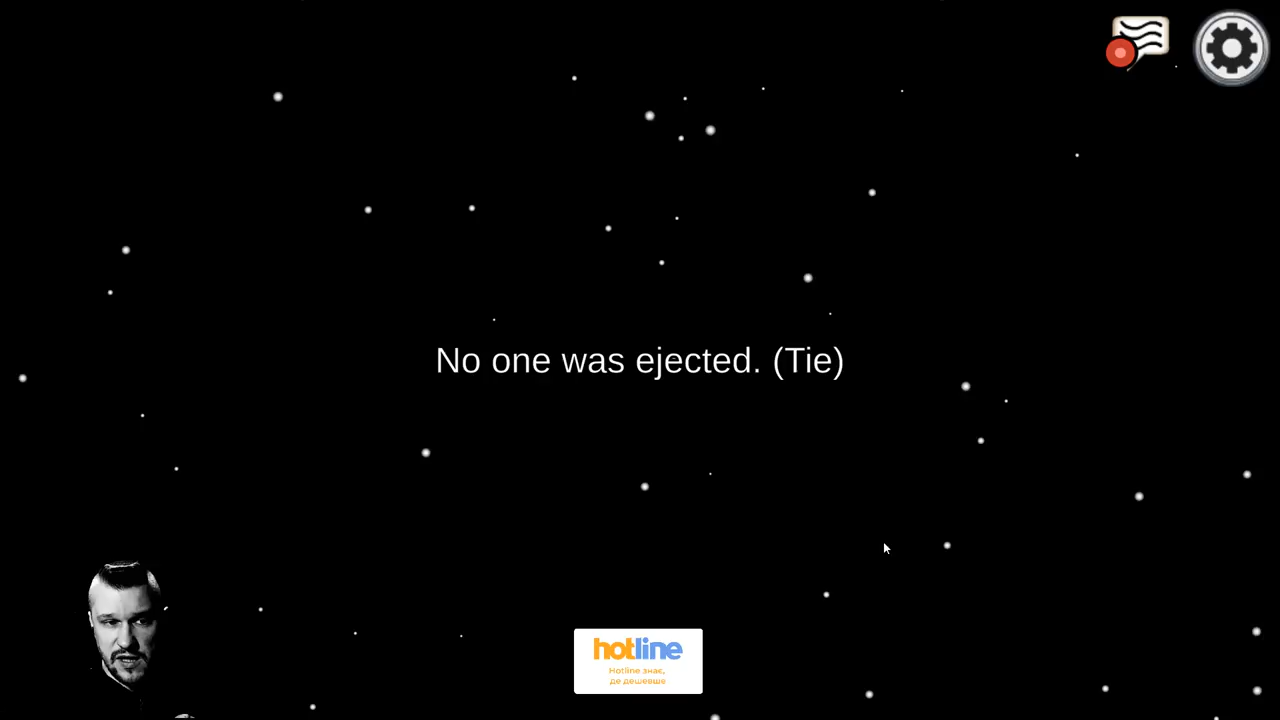 No one was ejected. (Tie)
hotline
Hotline знає,
де дешевше